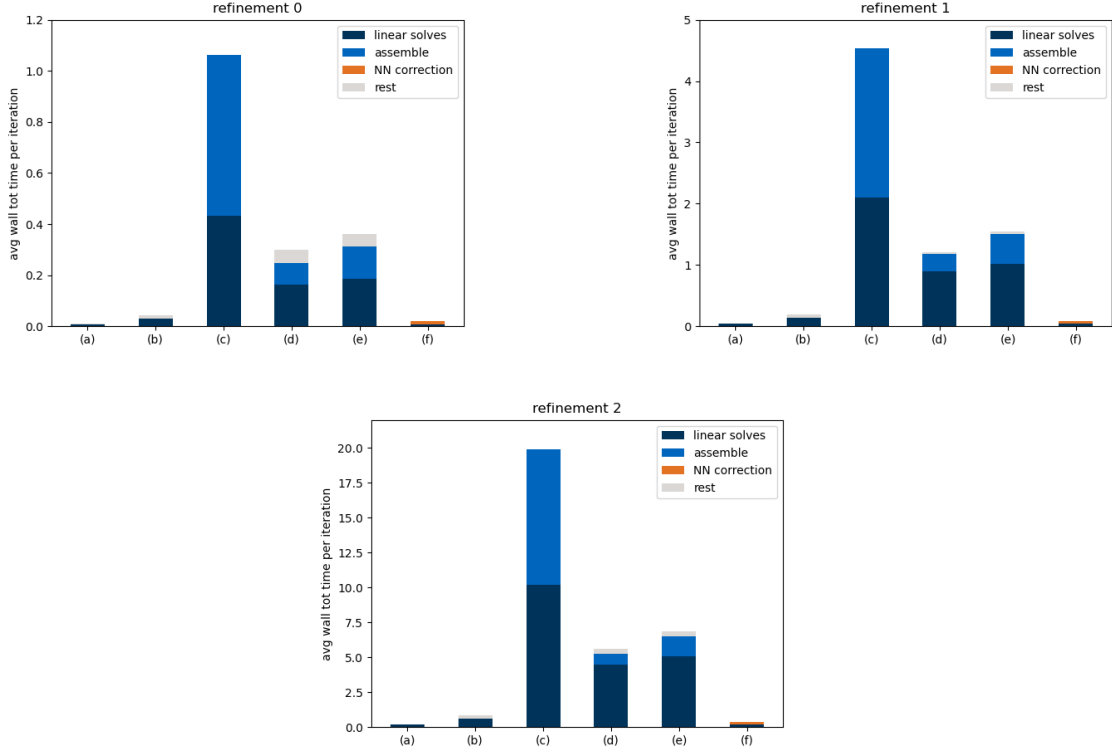 refinement 0
avg wall tot time per iteration
1.2
1.0
0.8
0.6
0.4
0.2
0.0
linear solves
assemble
NN correction
rest
(a) (b) (c) (d) (e) (f)
refinement 1
avg wall tot time per iteration
5
4
3
2
1
0
linear solves
assemble
NN correction
rest
(a) (b) (c) (d) (e) (f)
refinement 2
avg wall tot time per iteration
20.0
17.5
15.0
12.5
10.0
7.5
5.0
2.5
0.0
linear solves
assemble
NN correction
rest
(a) (b) (c) (d) (e) (f)